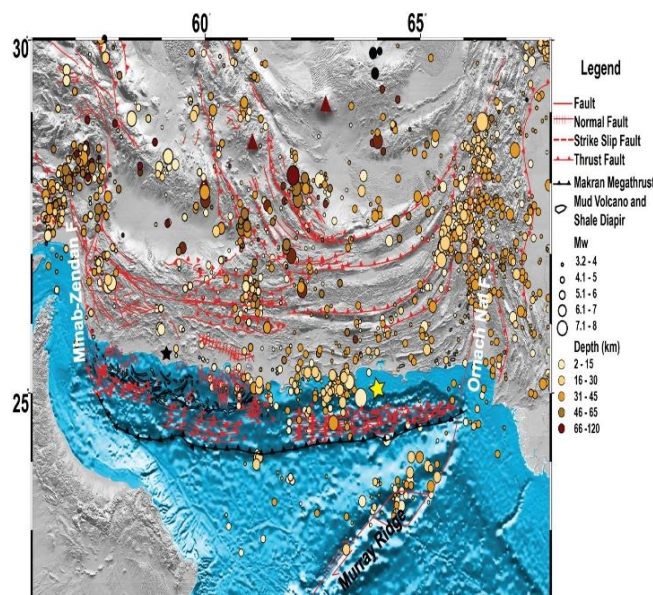 60°
65°
30°
25°
Minab-Zendan F.
Ornach Nal F.
Murray Ridge
Legend
Fault
Normal Fault
Strike Slip Fault
Thrust Fault
Makran Megathrust
Mud Volcano and
Shale Diapir
Mw
3.2 - 4
4.1 - 5
5.1 - 6
6.1 - 7
7.1 - 8
Depth (km)
2 - 15
16 - 30
31 - 45
46 - 65
66 -120